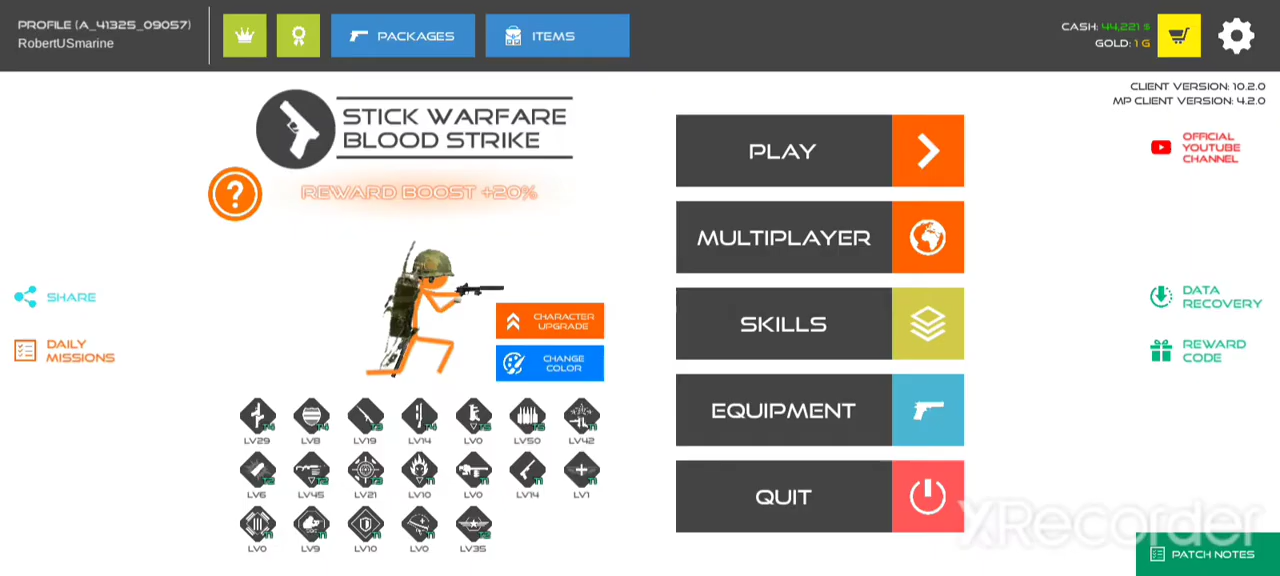 PROFILE (A_41325_09057)
RobertUSmarine
PACKAGES
ITEMS
CASH: 44,221 $
GOLD: 1 G
CLIENT VERSION: 10.2.0
MP CLIENT VERSION: 4.2.0
STICK WARFARE
BLOOD STRIKE
?
REWARD BOOST +20%
PLAY
MULTIPLAYER
SKILLS
EQUIPMENT
QUIT
OFFICIAL
YOUTUBE
CHANNEL
SHARE
DAILY
MISSIONS
CHARACTER
UPGRADE
CHANGE
COLOR
DATA
RECOVERY
REWARD
CODE
LV29 LV8 LV19 LV14 LV0 LV50 LV42
LV6 LV45 LV21 LV10 LV0 LV14 LV1
LV0 LV9 LV10 LV0 LV35
XRecorder
PATCH NOTES